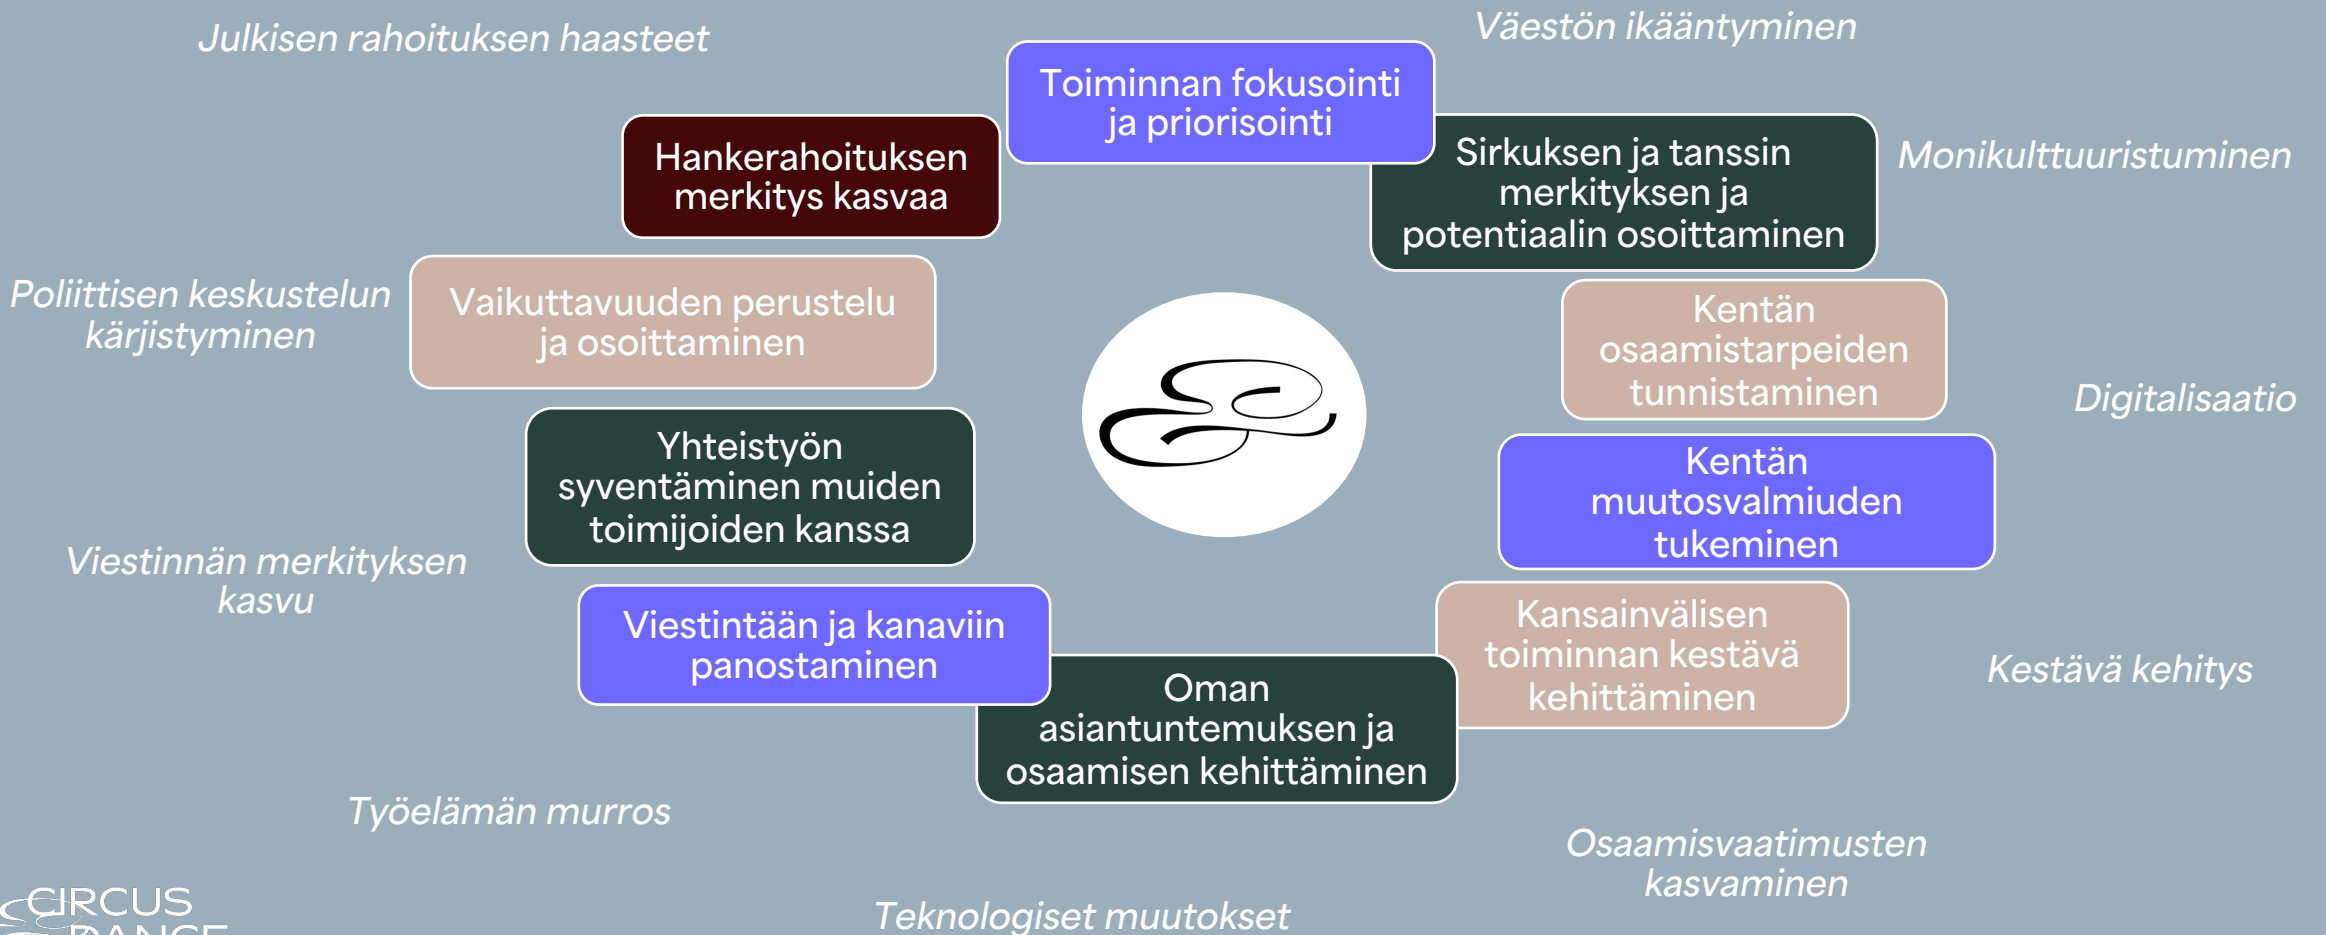 Julkisen rahoituksen haasteet
Väestön ikääntyminen
Toiminnan fokusointi
ja priorisointi
Hankerahoituksen
merkitys kasvaa
Sirkuksen ja tanssin
merkityksen ja
potentiaalin osoittaminen
Monikulttuuristuminen
Poliittisen keskustelun
kärjistyminen
Vaikuttavuuden perustelu
ja osoittaminen
Kentän
osaamistarpeiden
tunnistaminen
Digitalisaatio
Yhteistyön
syventäminen muiden
toimijoiden kanssa
Kentän
muutosvalmiuden
tukeminen
Viestinnän merkityksen
kasvu
Viestintään ja kanaviin
panostaminen
Kansainvälisen
toiminnan kestävä
kehittäminen
Kestävä kehitys
Oman
asiantuntemuksen ja
osaamisen kehittäminen
Työelämän murros
Osaamisvaatimusten
kasvaminen
Teknologiset muutokset
CIRCUS
DANCE